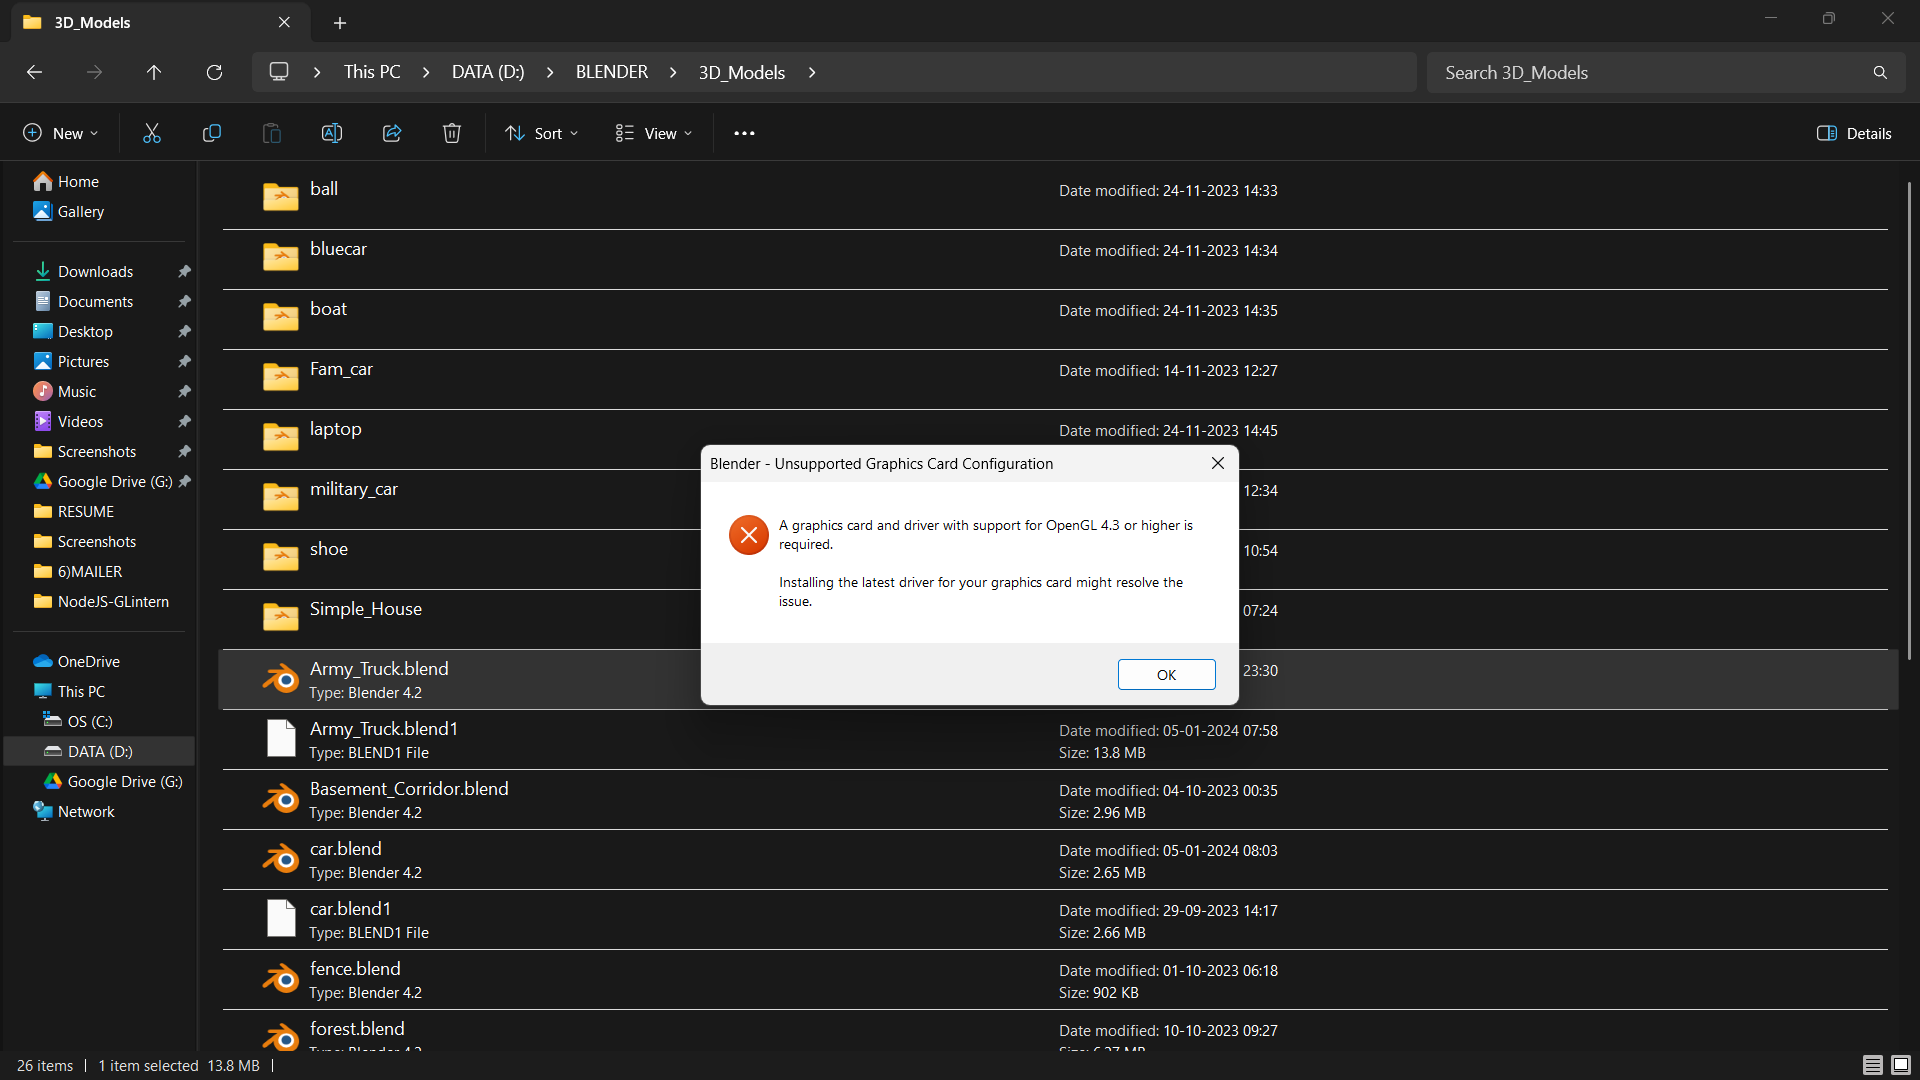 3D_Models
This PC > DATA (D:) > BLENDER > 3D_Models >
Search 3D_Models
New
Sort
View
Details
Home
Gallery
Downloads
Documents
Desktop
Pictures
Music
Videos
Screenshots
Google Drive (G:)
RESUME
Screenshots
6)MAILER
NodeJS-GLintern
OneDrive
This PC
OS (C:)
DATA (D:)
Google Drive (G:)
Network
ball
Date modified: 24-11-2023 14:33
bluecar
Date modified: 24-11-2023 14:34
boat
Date modified: 24-11-2023 14:35
Fam_car
Date modified: 14-11-2023 12:27
laptop
Date modified: 24-11-2023 14:45
military_car
12:34
shoe
10:54
Simple_House
07:24
Army_Truck.blend
23:30
Type: Blender 4.2
Army_Truck.blend1
Date modified: 05-01-2024 07:58
Type: BLEND1 File
Size: 13.8 MB
Basement_Corridor.blend
Date modified: 04-10-2023 00:35
Type: Blender 4.2
Size: 2.96 MB
car.blend
Date modified: 05-01-2024 08:03
Type: Blender 4.2
Size: 2.65 MB
car.blend1
Date modified: 29-09-2023 14:17
Type: BLEND1 File
Size: 2.66 MB
fence.blend
Date modified: 01-10-2023 06:18
Type: Blender 4.2
Size: 902 KB
forest.blend
Date modified: 10-10-2023 09:27
Blender - Unsupported Graphics Card Configuration
A graphics card and driver with support for OpenGL 4.3 or higher is
required.
Installing the latest driver for your graphics card might resolve the
issue.
OK
26 items
1 item selected 13.8 MB